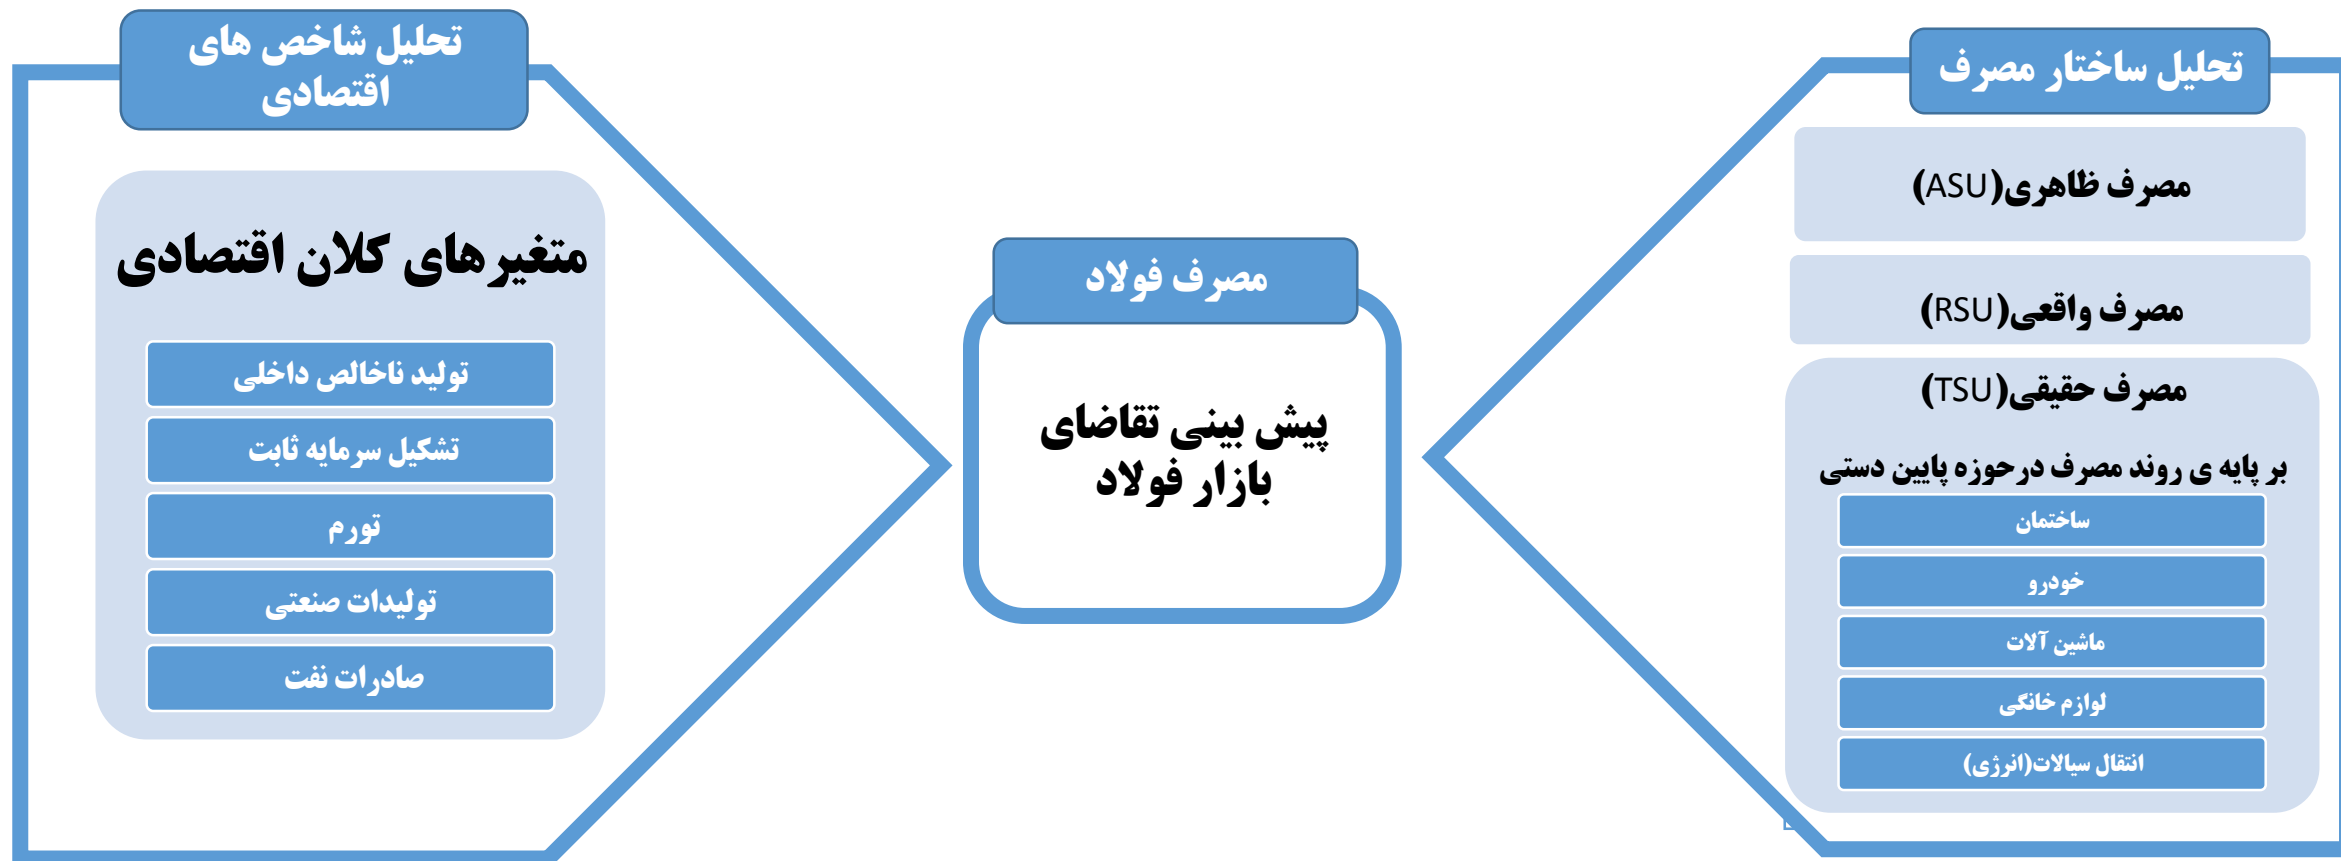 تحلیل ساختار مصرف
مصرف ظاهری(ASU)
مصرف واقعی(RSU)
مصرف حقیقی(TSU)
بر پایه ی روند مصرف درحوزه پایین دستی
ساختمان
خودرو
ماشین آلات
لوازم خانگی
انتقال سیالات(انرژی)
مصرف فولاد
پیش بینی تقاضای
بازار فولاد
تحلیل شاخص های
اقتصادی
متغیرهای کلان اقتصادی
تولید ناخالص داخلی
تشکیل سرمایه ثابت
تورم
تولیدات صنعتی
صادرات نفت